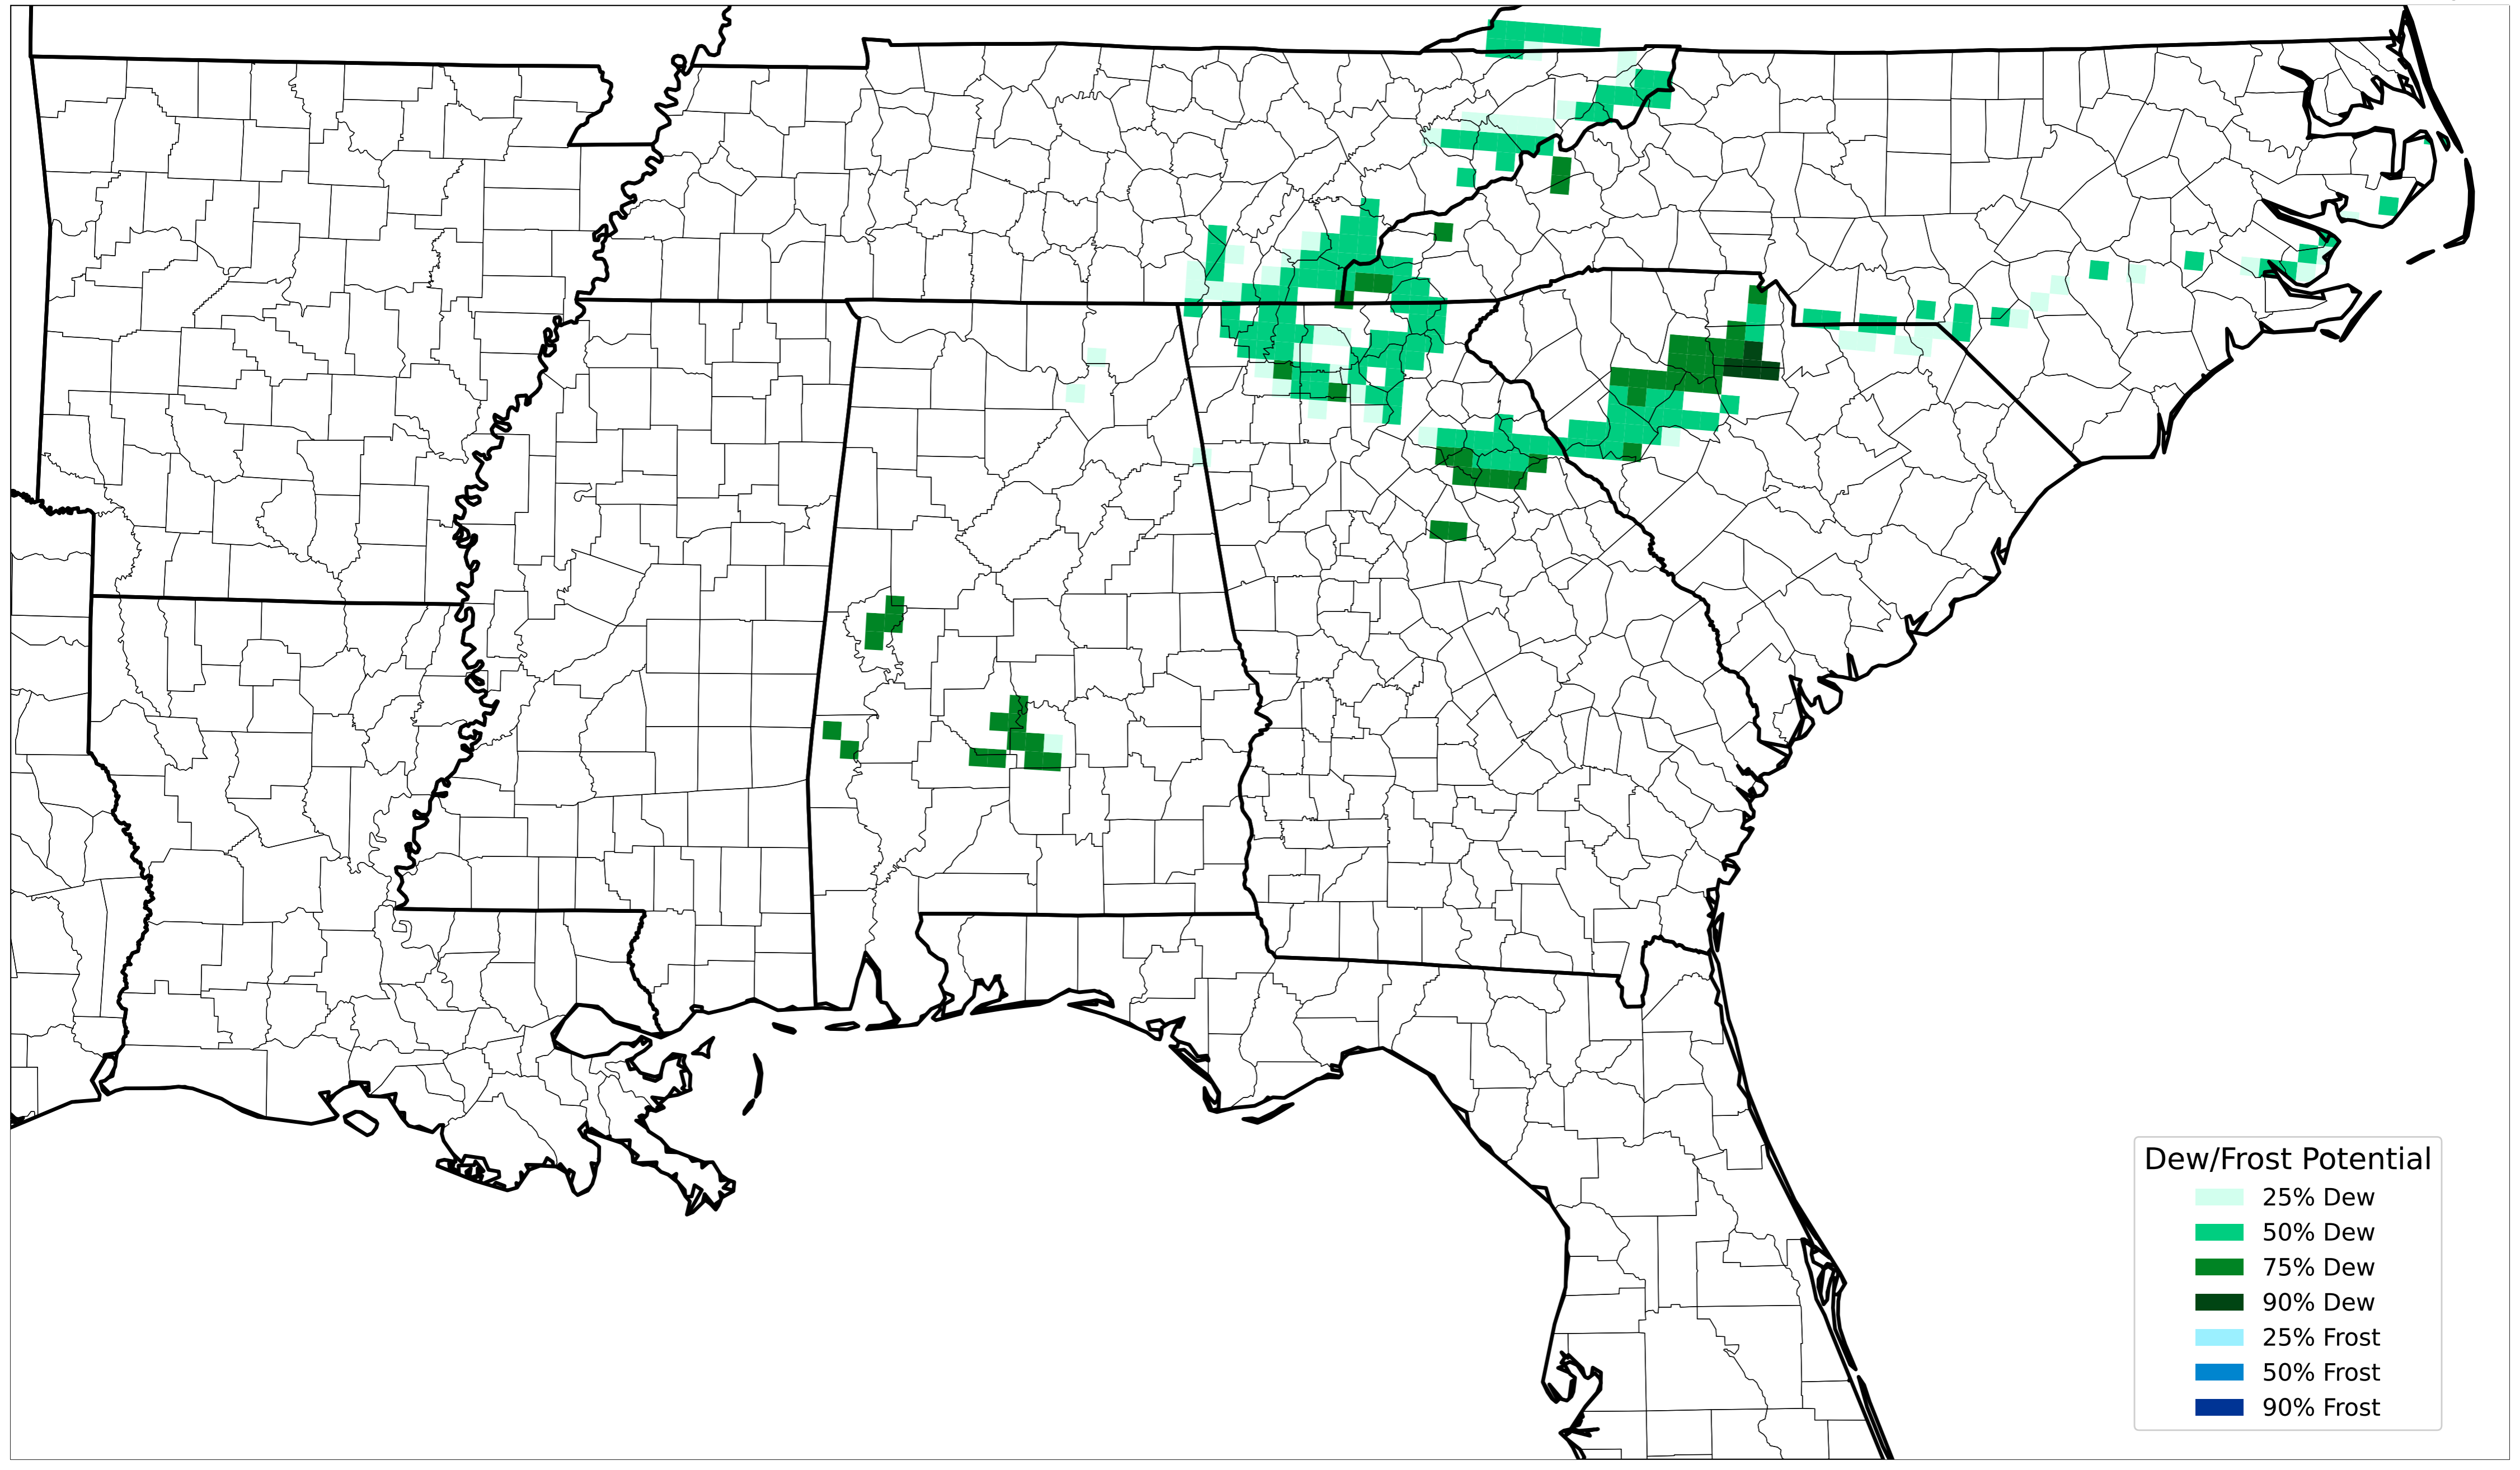 Dew/Frost Potential
25% Dew
50% Dew
75% Dew
90% Dew
25% Frost
50% Frost
90% Frost